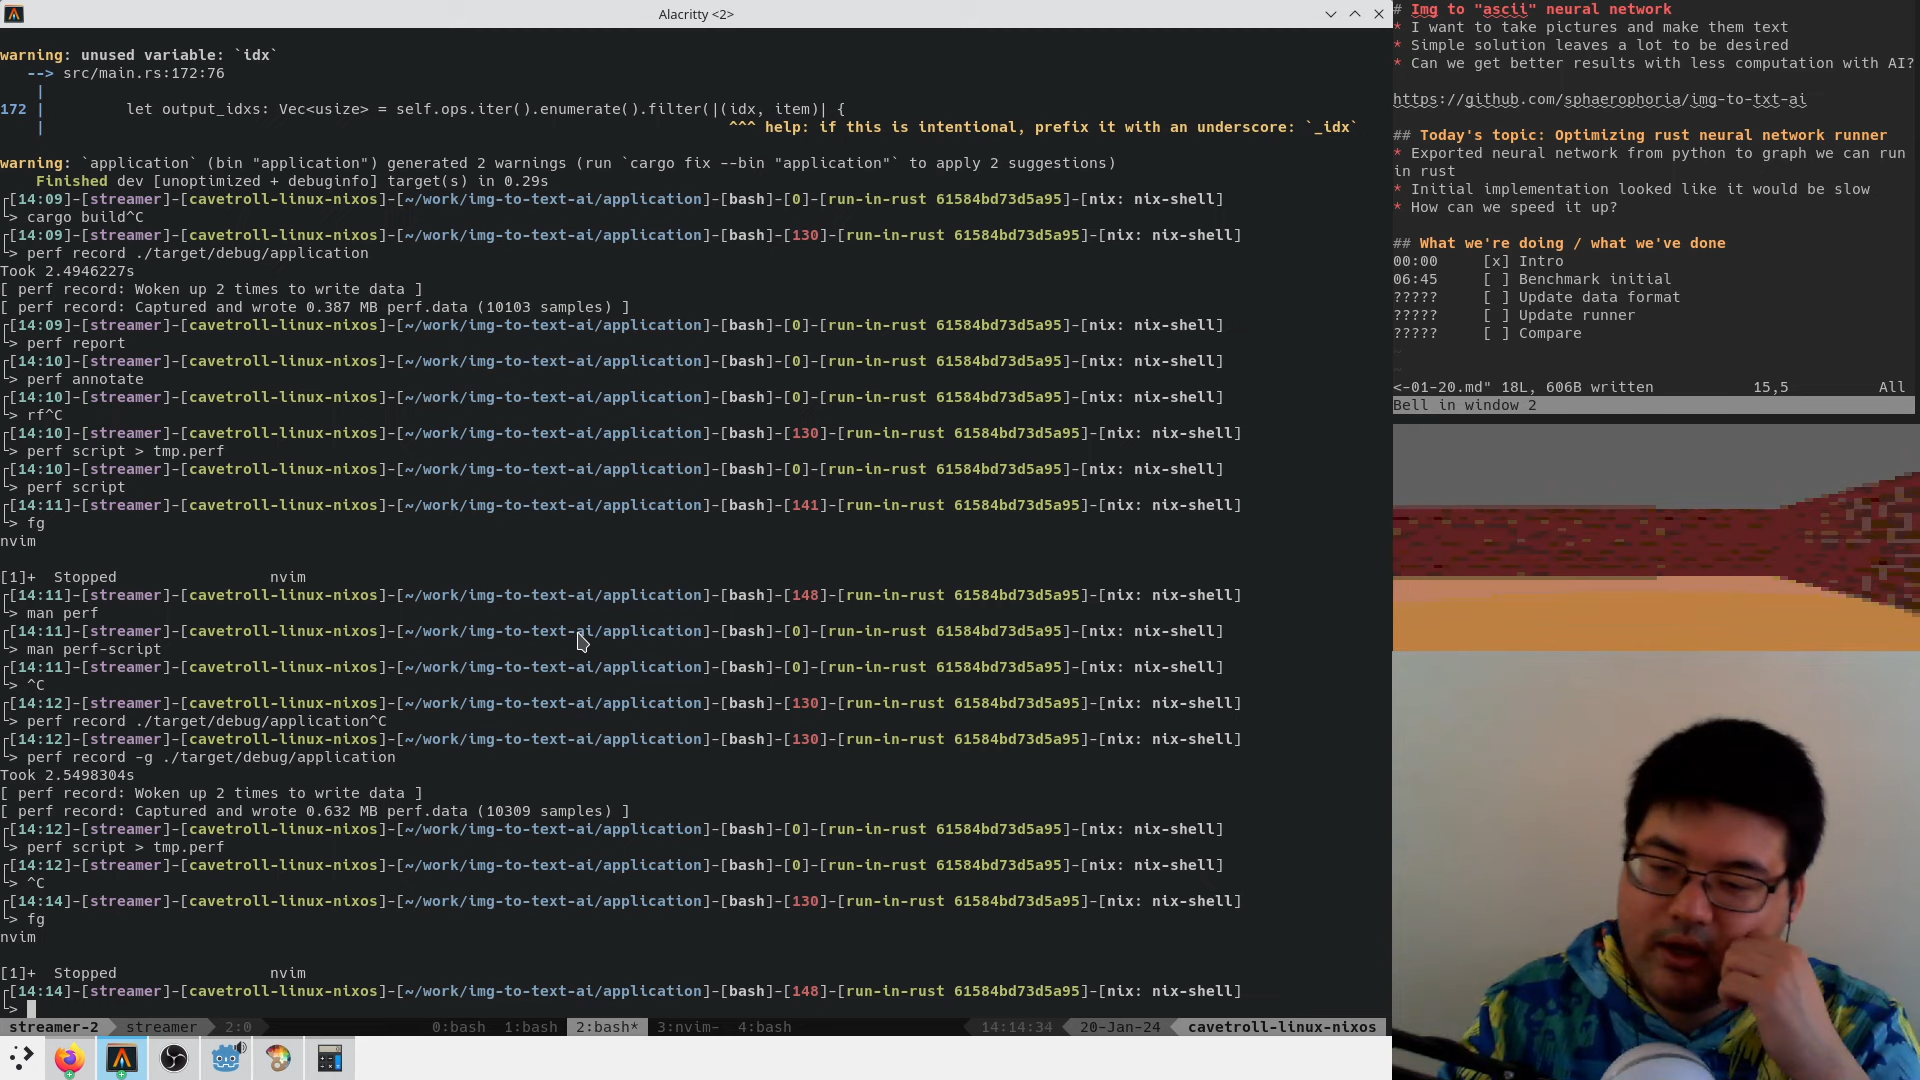 Alacritty <2>
warning: unused variable: `idx`
   --> src/main.rs:172:76
    |
172 |         let output_idxs: Vec<usize> = self.ops.iter().enumerate().filter(|(idx, item)| {
    |                                                                            ^^^ help: if this is intentional, prefix it with an underscore: `_idx`
warning: `application` (bin "application") generated 2 warnings (run `cargo fix --bin "application"` to apply 2 suggestions)
    Finished dev [unoptimized + debuginfo] target(s) in 0.29s
┌[14:09]-[streamer]-[cavetroll-linux-nixos]-[~/work/img-to-text-ai/application]-[bash]-[0]-[run-in-rust 61584bd73d5a95]-[nix: nix-shell]
└> cargo build^C
┌[14:09]-[streamer]-[cavetroll-linux-nixos]-[~/work/img-to-text-ai/application]-[bash]-[130]-[run-in-rust 61584bd73d5a95]-[nix: nix-shell]
└> perf record ./target/debug/application
Took 2.4946227s
[ perf record: Woken up 2 times to write data ]
[ perf record: Captured and wrote 0.387 MB perf.data (10103 samples) ]
┌[14:09]-[streamer]-[cavetroll-linux-nixos]-[~/work/img-to-text-ai/application]-[bash]-[0]-[run-in-rust 61584bd73d5a95]-[nix: nix-shell]
└> perf report
┌[14:10]-[streamer]-[cavetroll-linux-nixos]-[~/work/img-to-text-ai/application]-[bash]-[0]-[run-in-rust 61584bd73d5a95]-[nix: nix-shell]
└> perf annotate
┌[14:10]-[streamer]-[cavetroll-linux-nixos]-[~/work/img-to-text-ai/application]-[bash]-[0]-[run-in-rust 61584bd73d5a95]-[nix: nix-shell]
└> rf^C
┌[14:10]-[streamer]-[cavetroll-linux-nixos]-[~/work/img-to-text-ai/application]-[bash]-[130]-[run-in-rust 61584bd73d5a95]-[nix: nix-shell]
└> perf script > tmp.perf
┌[14:10]-[streamer]-[cavetroll-linux-nixos]-[~/work/img-to-text-ai/application]-[bash]-[0]-[run-in-rust 61584bd73d5a95]-[nix: nix-shell]
└> perf script
┌[14:11]-[streamer]-[cavetroll-linux-nixos]-[~/work/img-to-text-ai/application]-[bash]-[141]-[run-in-rust 61584bd73d5a95]-[nix: nix-shell]
└> fg
nvim
[1]+  Stopped                 nvim
┌[14:11]-[streamer]-[cavetroll-linux-nixos]-[~/work/img-to-text-ai/application]-[bash]-[148]-[run-in-rust 61584bd73d5a95]-[nix: nix-shell]
└> man perf
┌[14:11]-[streamer]-[cavetroll-linux-nixos]-[~/work/img-to-text-ai/application]-[bash]-[0]-[run-in-rust 61584bd73d5a95]-[nix: nix-shell]
└> man perf-script
┌[14:11]-[streamer]-[cavetroll-linux-nixos]-[~/work/img-to-text-ai/application]-[bash]-[0]-[run-in-rust 61584bd73d5a95]-[nix: nix-shell]
└> ^C
┌[14:12]-[streamer]-[cavetroll-linux-nixos]-[~/work/img-to-text-ai/application]-[bash]-[130]-[run-in-rust 61584bd73d5a95]-[nix: nix-shell]
└> perf record ./target/debug/application^C
┌[14:12]-[streamer]-[cavetroll-linux-nixos]-[~/work/img-to-text-ai/application]-[bash]-[130]-[run-in-rust 61584bd73d5a95]-[nix: nix-shell]
└> perf record -g ./target/debug/application
Took 2.5498304s
[ perf record: Woken up 2 times to write data ]
[ perf record: Captured and wrote 0.632 MB perf.data (10309 samples) ]
┌[14:12]-[streamer]-[cavetroll-linux-nixos]-[~/work/img-to-text-ai/application]-[bash]-[0]-[run-in-rust 61584bd73d5a95]-[nix: nix-shell]
└> perf script > tmp.perf
┌[14:12]-[streamer]-[cavetroll-linux-nixos]-[~/work/img-to-text-ai/application]-[bash]-[0]-[run-in-rust 61584bd73d5a95]-[nix: nix-shell]
└> ^C
┌[14:14]-[streamer]-[cavetroll-linux-nixos]-[~/work/img-to-text-ai/application]-[bash]-[130]-[run-in-rust 61584bd73d5a95]-[nix: nix-shell]
└> fg
nvim
[1]+  Stopped                 nvim
┌[14:14]-[streamer]-[cavetroll-linux-nixos]-[~/work/img-to-text-ai/application]-[bash]-[148]-[run-in-rust 61584bd73d5a95]-[nix: nix-shell]
└>
streamer-2 streamer 2:0 0:bash 1:bash 2:bash* 3:nvim- 4:bash 14:14:34 20-Jan-24 cavetroll-linux-nixos
# Img to "ascii" neural network
* I want to take pictures and make them text
* Simple solution leaves a lot to be desired
* Can we get better results with less computation with AI?
https://github.com/sphaerophoria/img-to-txt-ai
## Today's topic: Optimizing rust neural network runner
* Exported neural network from python to graph we can run
in rust
* Initial implementation looked like it would be slow
* How can we speed it up?
## What we're doing / what we've done
00:00     [x] Intro
06:45     [ ] Benchmark initial
?????     [ ] Update data format
?????     [ ] Update runner
?????     [ ] Compare
~
~
<-01-20.md" 18L, 606B written           15,5          All
Bell in window 2